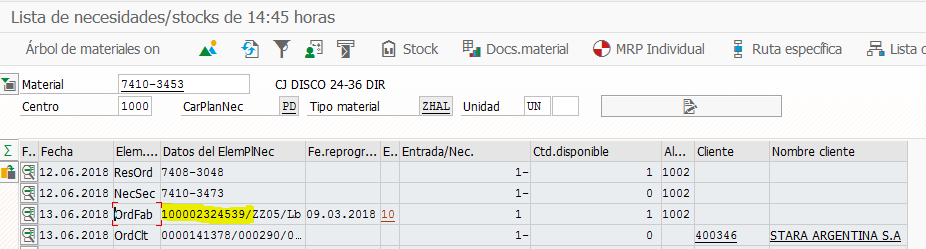 Lista de necesidades/stocks de 14:45 horas
Árbol de materiales on Stock Docs.material MRP Individual Ruta específica Lista d
Material 7410-3453 CJ DISCO 24-36 DIR
Centro 1000 CarPlanNec PD Tipo material ZHAL Unidad UN
Σ F.. Fecha Elem.... Datos del ElemPlNec Fe.reprogr... E.. Entrada/Nec. Ctd.disponible Al... Cliente Nombre cliente
12.06.2018 ResOrd 7408-3048 1- 1 1002
12.06.2018 NecSec 7410-3473 1- 0 1002
13.06.2018 OrdFab 100002324539/ZZ05/Lb 09.03.2018 10 1 1 1002
13.06.2018 OrdClt 0000141378/000290/0... 1- 0 400346 STARA ARGENTINA S.A